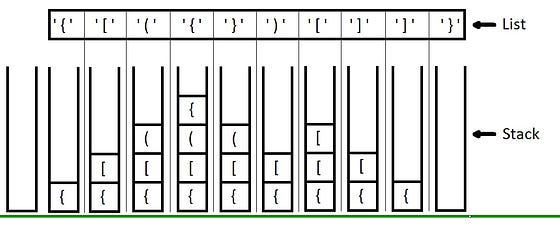 '{' '[' '(' '{' '}' ')' '[' ']' ']' '}' List
{
( ( ( [ Stack
[ [ [ [ [ [ [
{ { { { { { { {